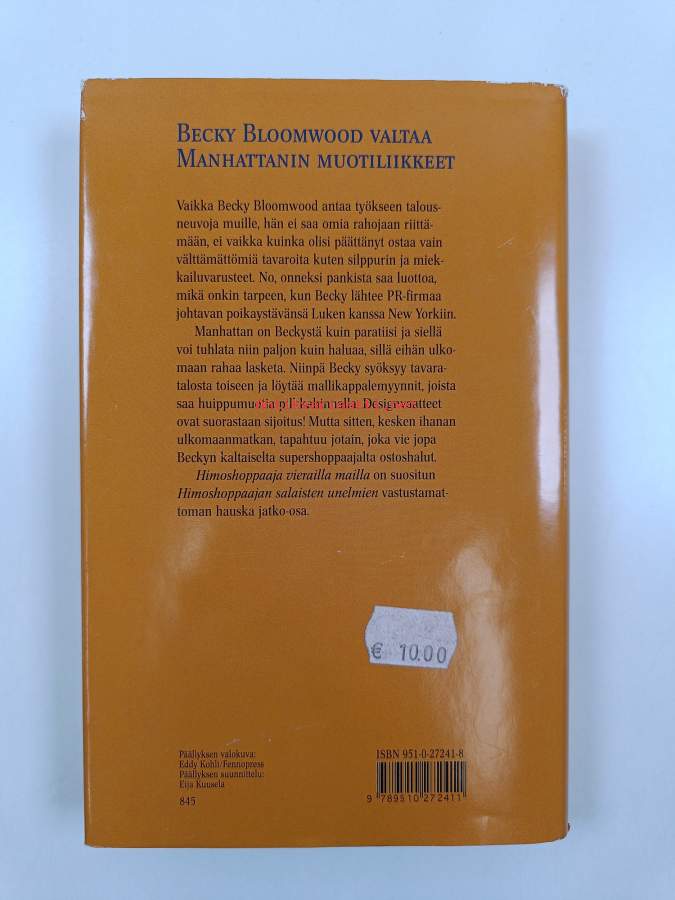 BECKY BLOOMWOOD VALTAA
MANHATTANIN MUOTILIIKKEET
Vaikka Becky Bloomwood antaa työkseen talous-
neuvoja muille, hän ei saa omia rahojaan riittä-
mään, ei vaikka kuinka olisi päättänyt ostaa vain
välttämättömiä tavaroita kuten silppurin ja miek-
kailuvarusteet. No, onneksi pankista saa luottoa,
mikä onkin tarpeen, kun Becky lähtee PR-firmaa
johtavan poikaystävänsä Luken kanssa New Yorkiin.
Manhattan on Beckystä kuin paratiisi ja siellä
voi tuhlata niin paljon kuin haluaa, sillä eihän ulko-
maan rahaa lasketa. Niinpä Becky syöksyy tavara-
talosta toiseen ja löytää mallikappalemyynnit, joista
saa huippumuotia pilkkahinnalla. Designvaatteet
ovat suorastaan sijoitus! Mutta sitten, kesken ihanan
ulkomaanmatkan, tapahtuu jotain, joka vie jopa
Beckyn kaltaiselta supershoppaajalta ostoshalut.
Himoshoppaaja vierailla mailla on suositun
Himoshoppaajan salaisten unelmien vastustamat-
toman hauska jatko-osa.
€ 10.00
Päällyksen valokuva:
Eddy Kohli/Fennopress
Päällyksen suunnittelu:
Eija Kuusela
845
ISBN 951-0-27241-8
9 789510 272411